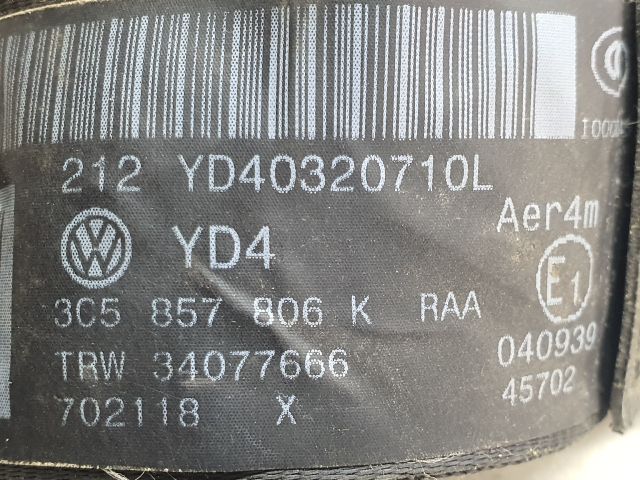 212 YD40320710L
Aer4m
YD4
E1
3C5 857 806 K RAA
TRW 34077666
040939
702118 X
45702